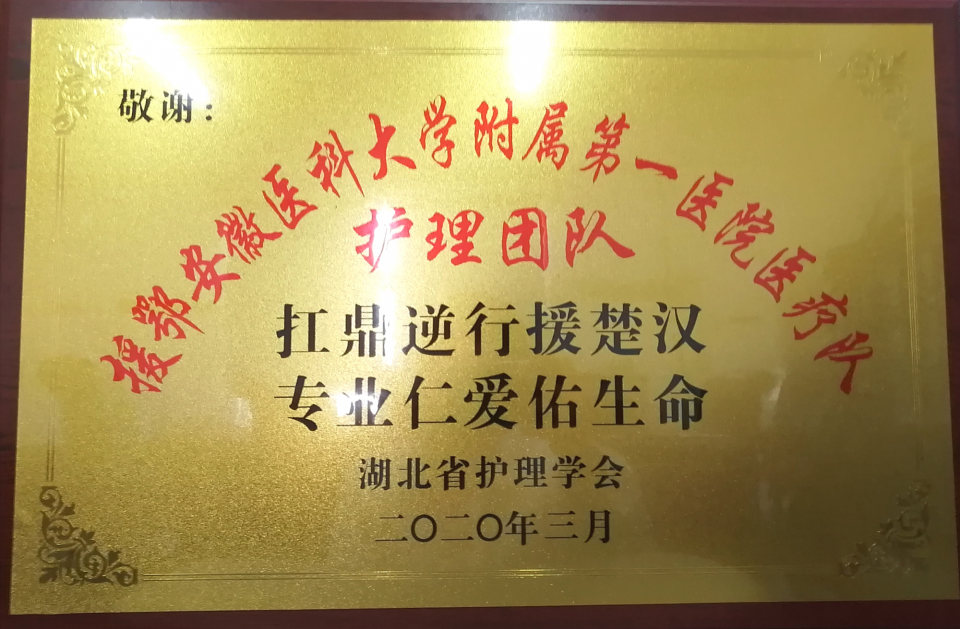 敬谢：
援鄂安徽医科大学附属第一医院医疗队
护理团队
扛鼎逆行援楚汉
专业仁爱佑生命
湖北省护理学会
二〇二〇年三月